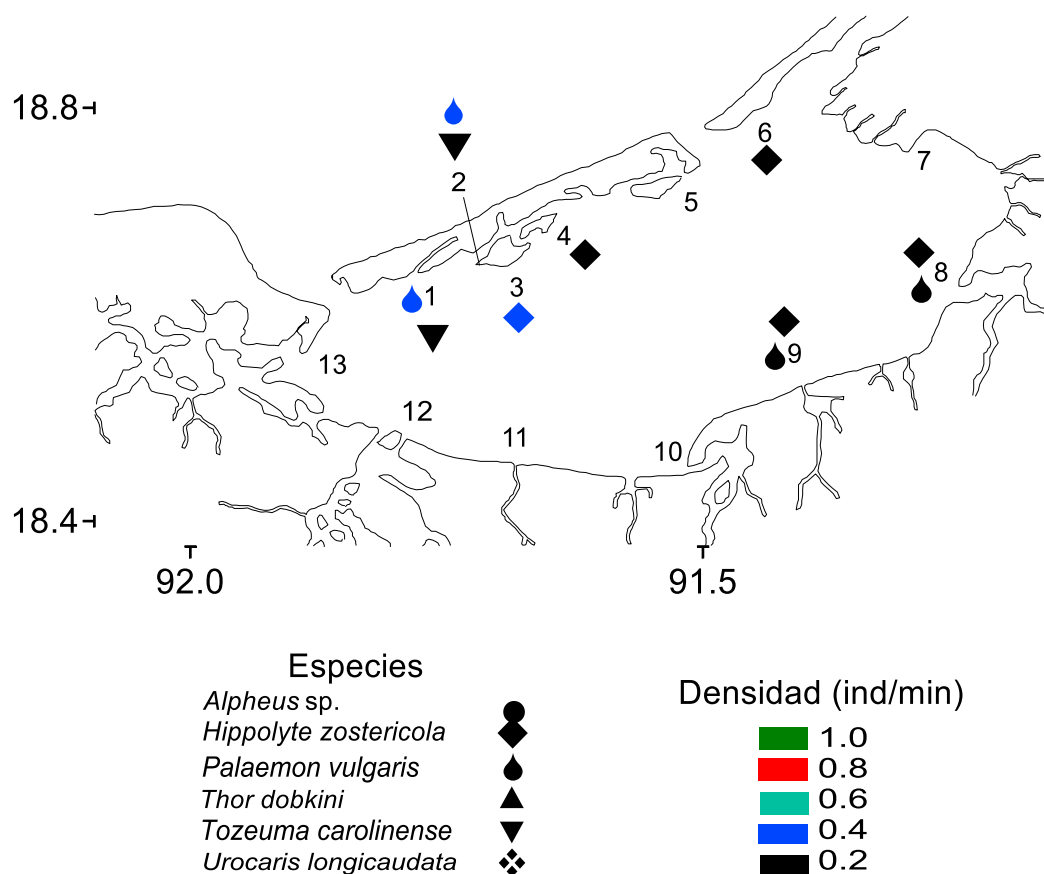 18.8
6
7
2
5
4
8
1
3
9
13
12
11
10
18.4
92.0
91.5
Especies
Alpheus sp.
Hippolyte zostericola
Palaemon vulgaris
Thor dobkini
Tozeuma carolinense
Urocaris longicaudata
Densidad (ind/min)
1.0
0.8
0.6
0.4
0.2